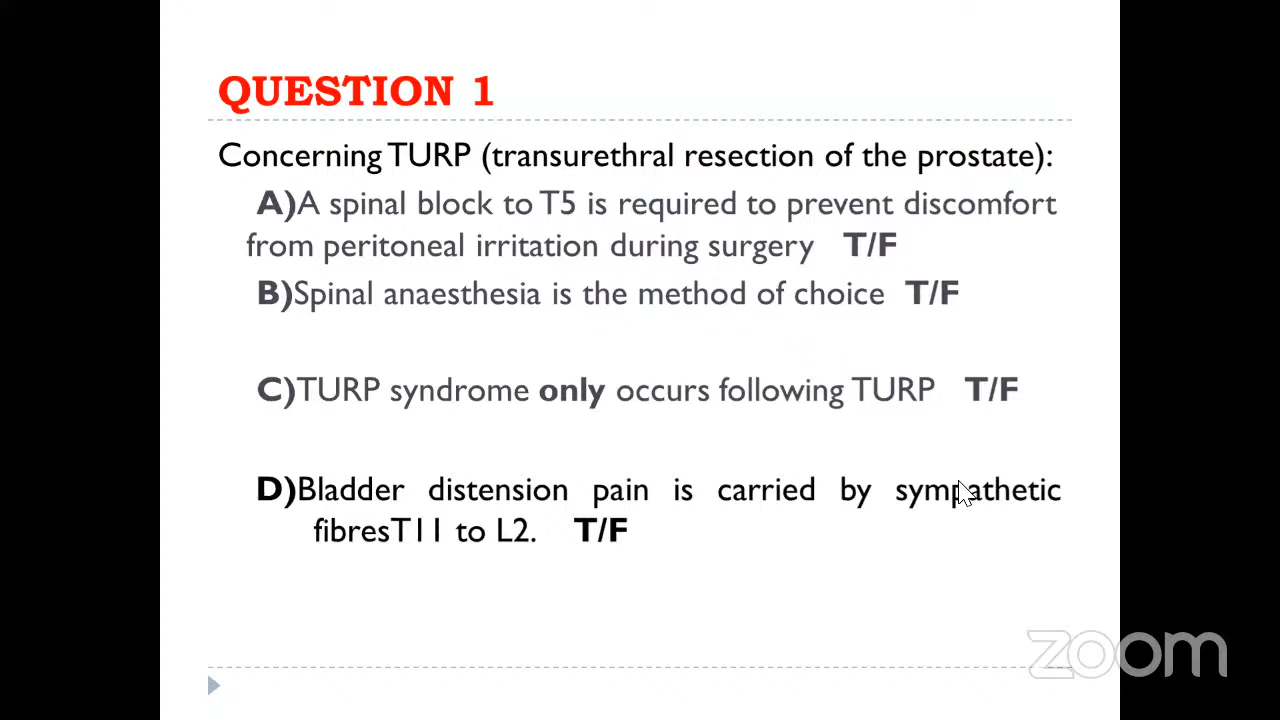 QUESTION 1
Concerning TURP (transurethral resection of the prostate):
A)A spinal block to T5 is required to prevent discomfort
from peritoneal irritation during surgery T/F
B)Spinal anaesthesia is the method of choice T/F
C)TURP syndrome only occurs following TURP T/F
D)Bladder distension pain is carried by sympathetic
fibresT11 to L2. T/F
zoom